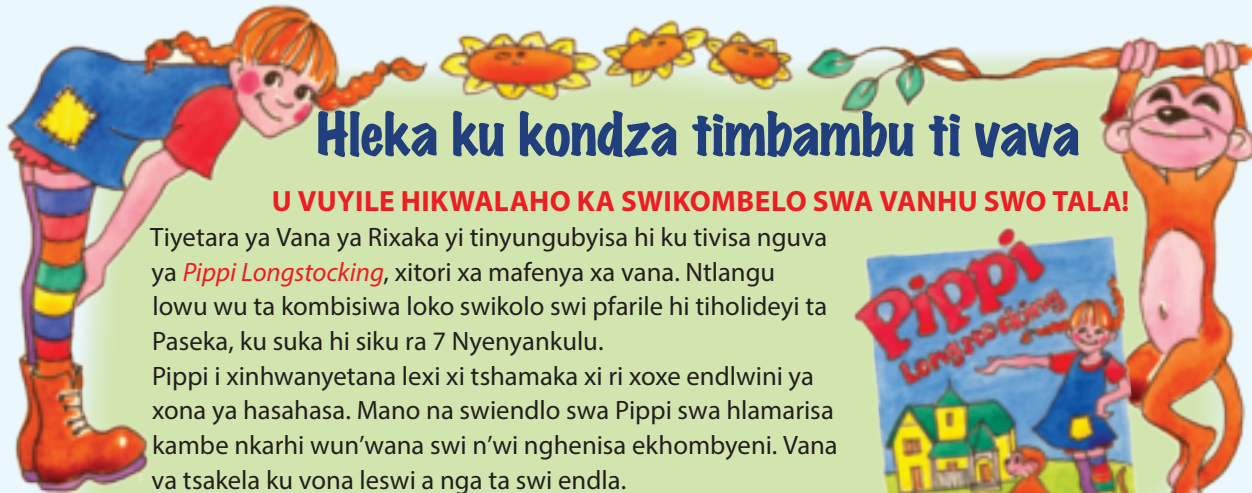 Hleka ku kondza timbambu ti vava
U VUYILE HIKWALAHO KA SWIKOMBELO SWA VANHU SWO TALA!
Tiyetara ya Vana ya Rixaka yi tinyungubyisa hi ku tivisa nguva
ya Pippi Longstocking, xitori xa mafenya xa vana. Ntlangu
lowu wu ta kombisiwa loko swikolo swi pfarile hi tiholideyi ta
Paseka, ku suka hi siku ra 7 Nyenyankulu.
Pippi i xinhwanyetana lexi xi tshamaka xi ri xoxe endlwini ya
xona ya hasahasa. Mano na swiendlo swa Pippi swa hlamarisa
kambe nkarhi wun'wana swi n'wi nghenisa ekhombyeni. Vana
va tsakela ku vona leswi a nga ta swi endla.
Pippi
Longstocking